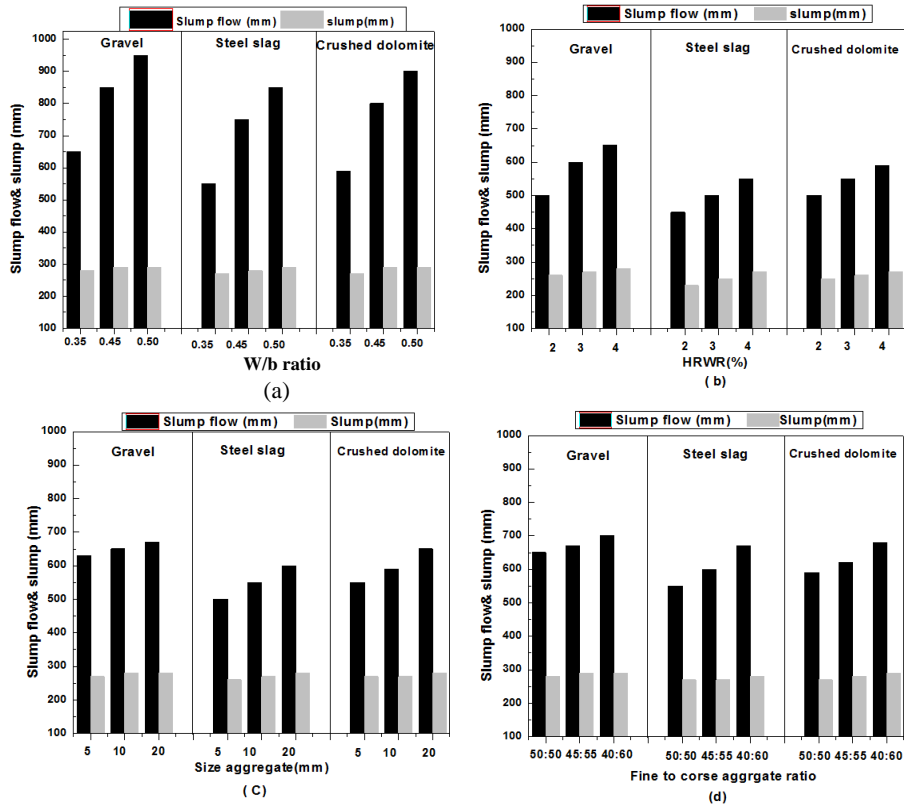 Slump flow (mm) slump(mm)
Slump flow& slump (mm)
1000
900
800
700
600
500
400
300
200
100
Gravel Steel slag Crushed dolomite
0.35 0.45 0.50 0.35 0.45 0.50 0.35 0.45 0.50
W/b ratio
(a)
Slump flow (mm) slump(mm)
Slump flow& slump (mm)
1000
900
800
700
600
500
400
300
200
100
Gravel Steel slag Crushed dolomite
2 3 4 2 3 4 2 3 4
HRWR(%)
( b)
Slump flow (mm) Slump(mm)
Slump flow& slump (mm)
1000
900
800
700
600
500
400
300
200
100
Gravel Steel slag Crushed dolomite
5 10 20 5 10 20 5 10 20
Size aggregate(mm)
( C)
Slump flow (mm) Slump(mm)
Slump flow& slump (mm)
1000
900
800
700
600
500
400
300
200
100
Gravel Steel slag Crushed dolomite
50:50 45:55 40:60 50:50 45:55 40:60 50:50 45:55 40:60
Fine to corse aggrgate ratio
(d)